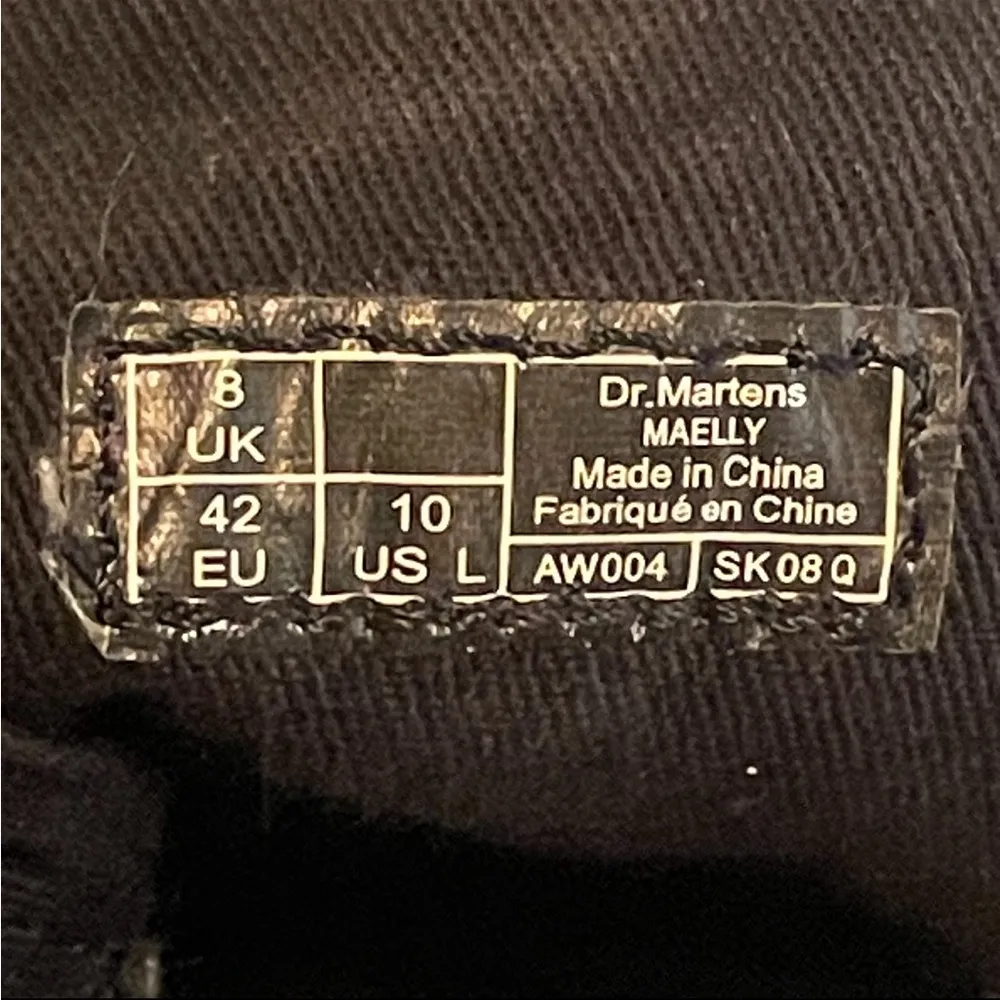 8
UK
42
EU
10
US L
Dr.Martens
MAELLY
Made in China
Fabriqué en Chine
AW004
SK08Q